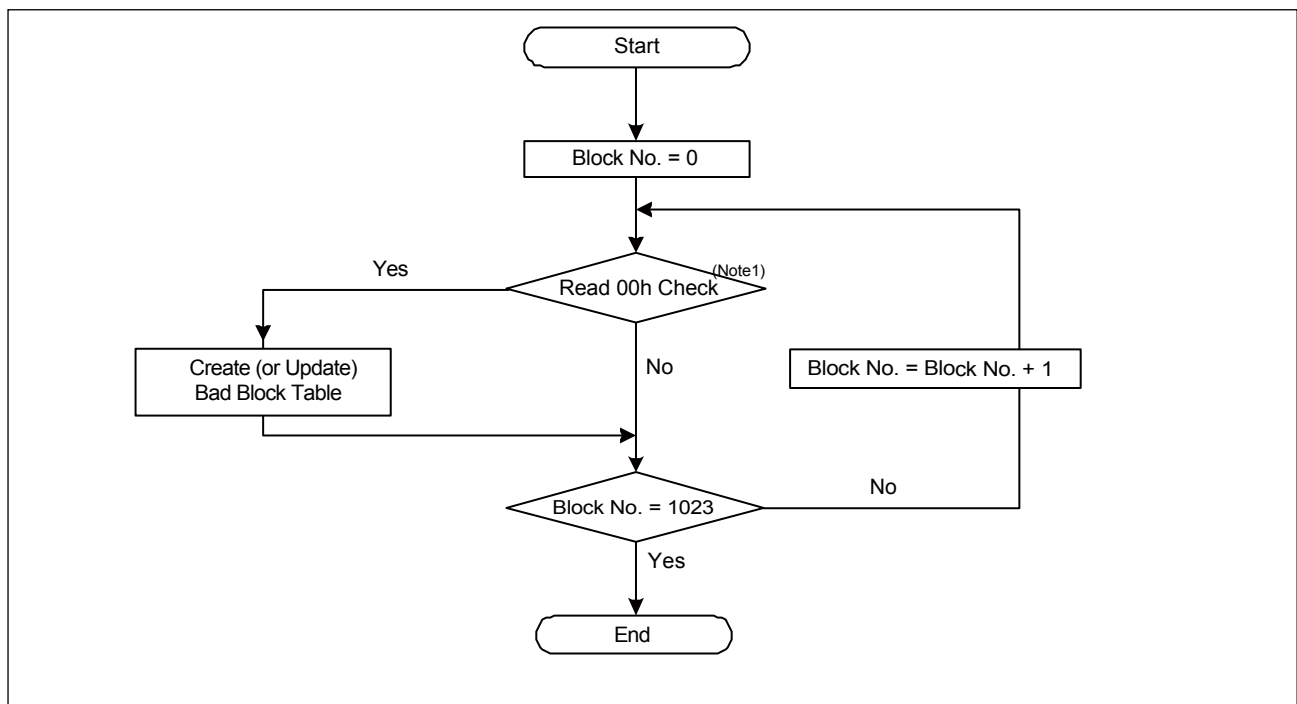 Start
Block No. = 0
Yes
Read 00h Check
(Note1)
Create (or Update)
Bad Block Table
No
Block No. = Block No. + 1
Block No. = 1023
No
Yes
End